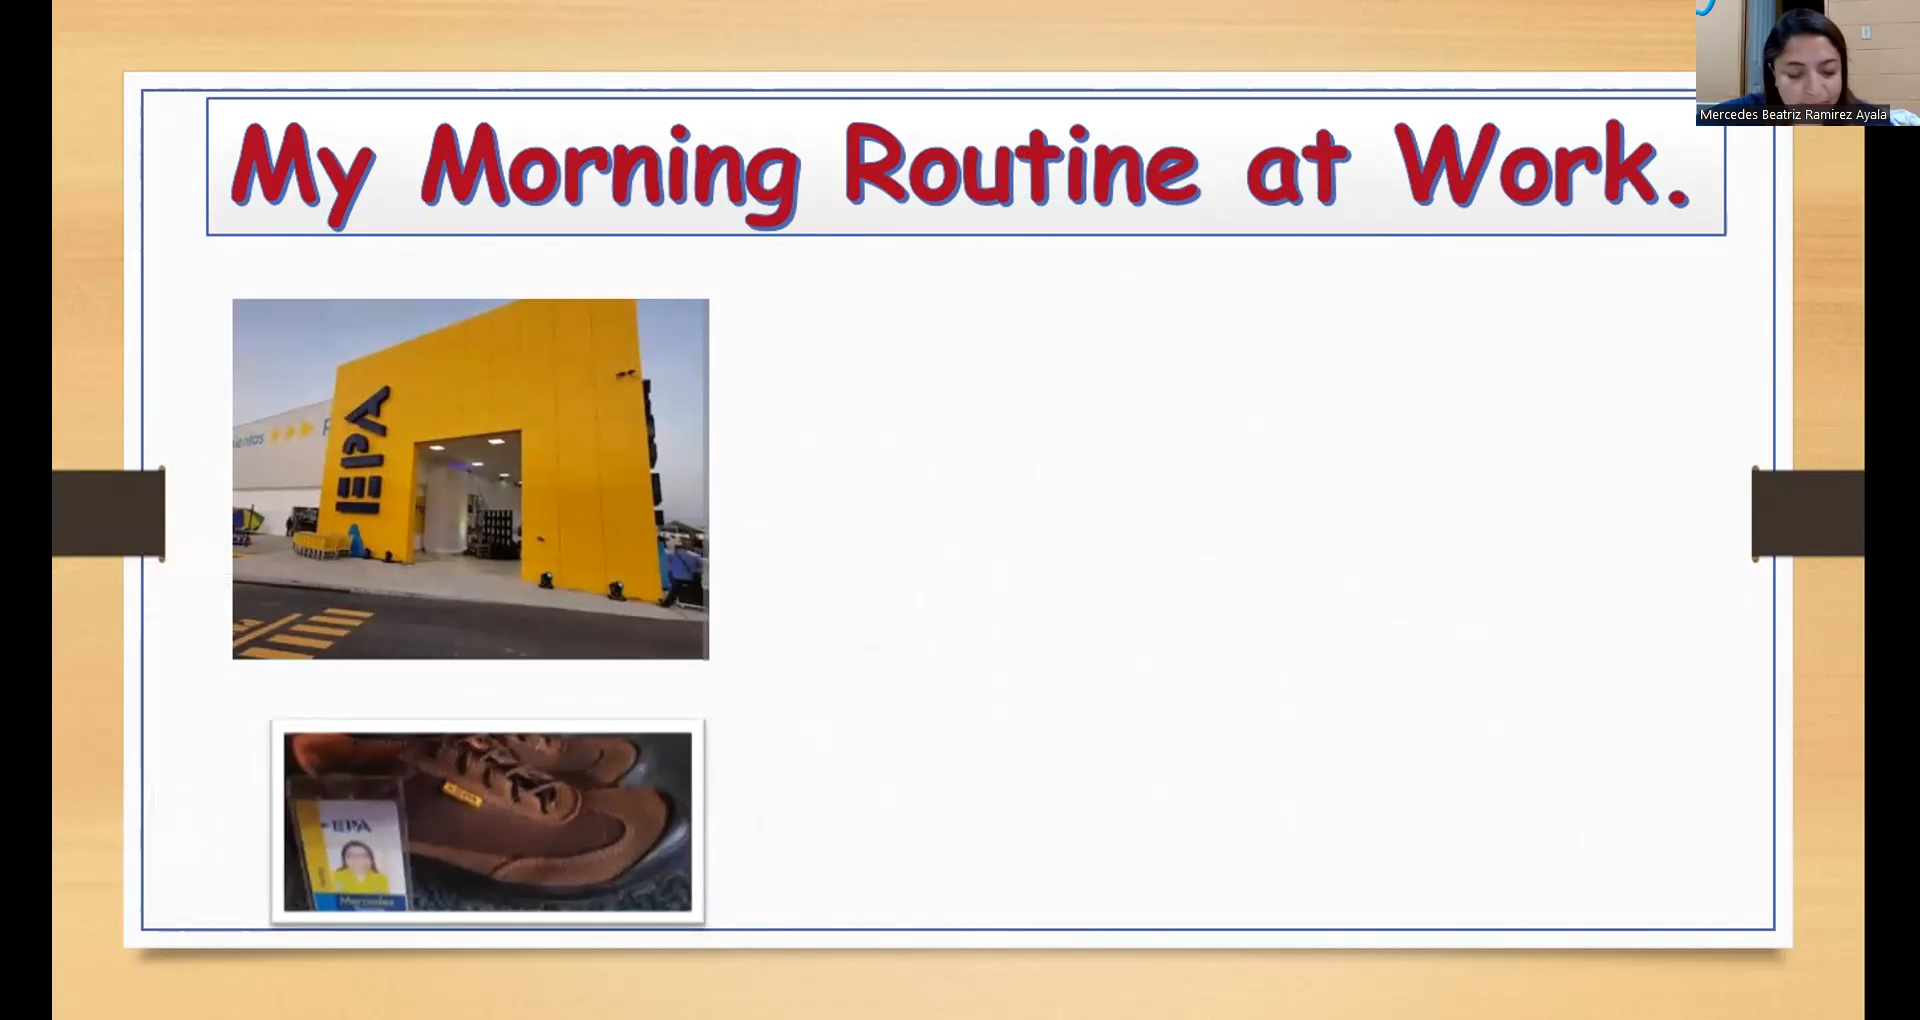 My Morning Routine at Work.
Mercedes Beatriz Ramirez Ayala
EPA
EPA
Mercedes